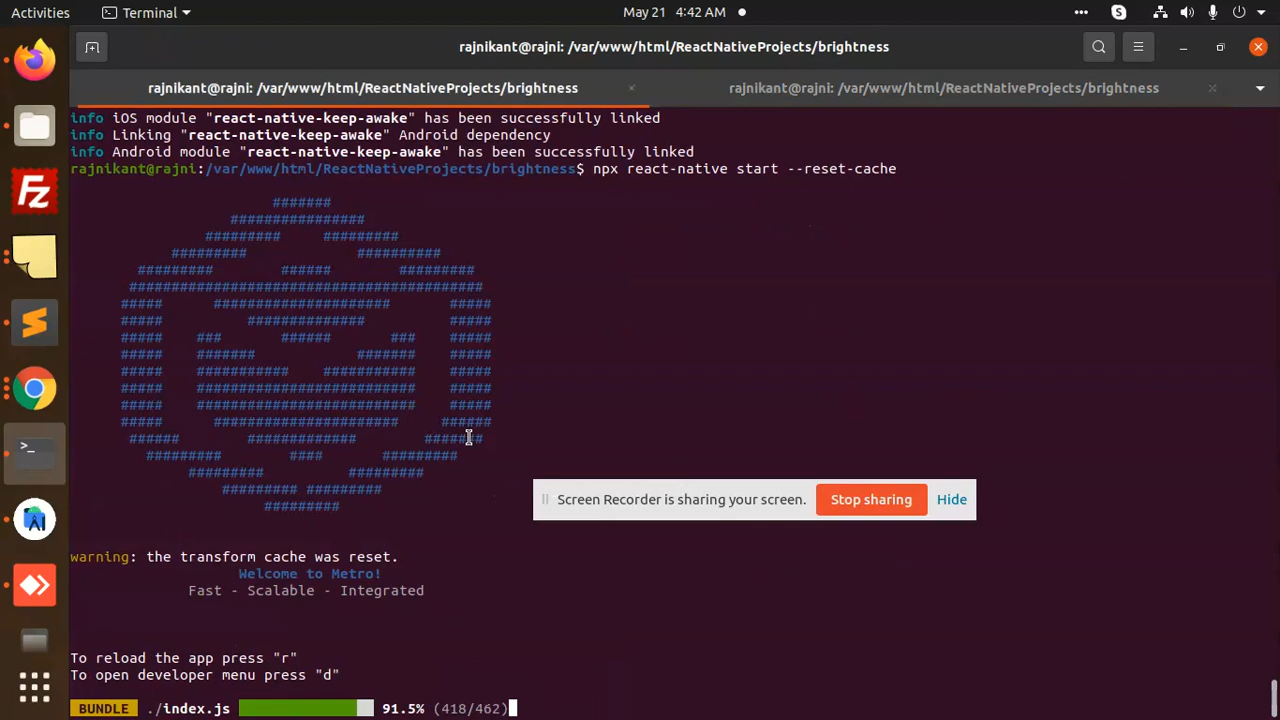 Activities
Terminal
May 21 4:42 AM
rajnikant@rajni: /var/www/html/ReactNativeProjects/brightness
rajnikant@rajni: /var/www/html/ReactNativeProjects/brightness
rajnikant@rajni: /var/www/html/ReactNativeProjects/brightness
info iOS module "react-native-keep-awake" has been successfully linked
info Linking "react-native-keep-awake" Android dependency
info Android module "react-native-keep-awake" has been successfully linked
rajnikant@rajni:/var/www/html/ReactNativeProjects/brightness$ npx react-native start --reset-cache
Screen Recorder is sharing your screen. Stop sharing Hide
warning: the transform cache was reset.
Welcome to Metro!
Fast - Scalable - Integrated
To reload the app press "r"
To open developer menu press "d"
BUNDLE ./index.js 91.5% (418/462)